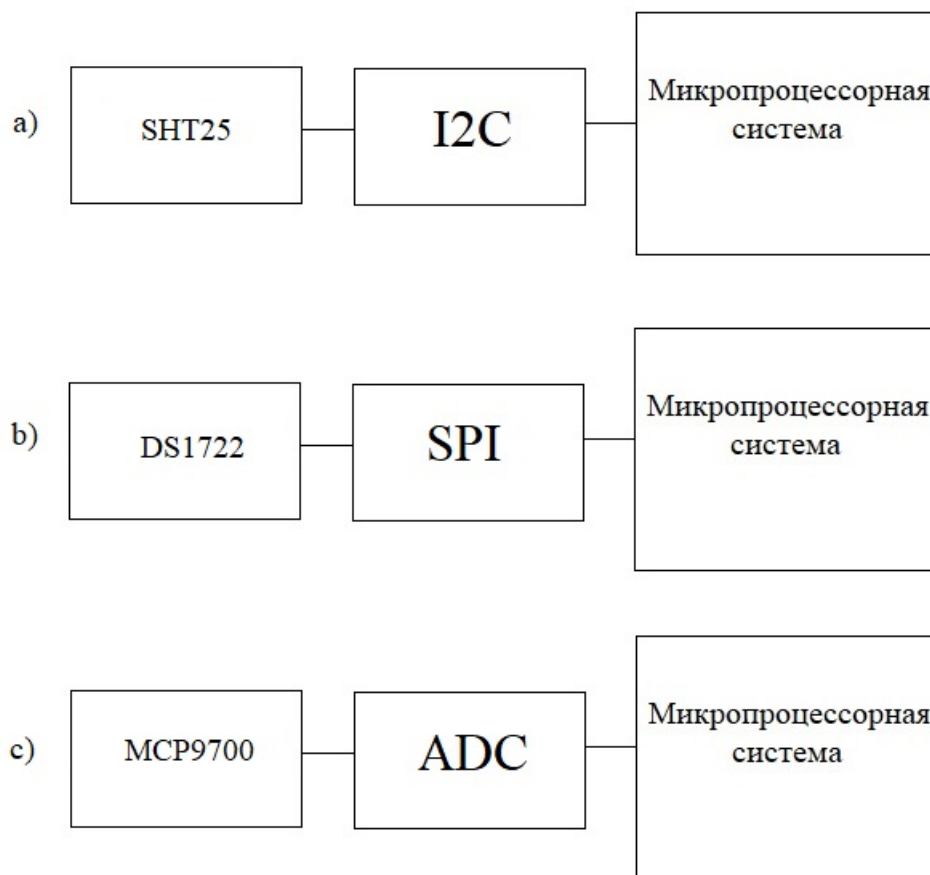 a)
SHT25
I2C
Микропроцессорная
система
b)
DS1722
SPI
Микропроцессорная
система
c)
MCP9700
ADC
Микропроцессорная
система